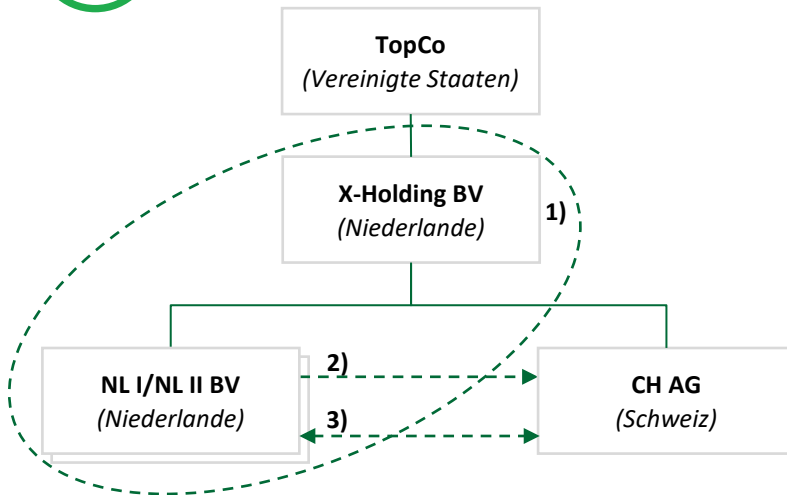 TopCo
(Vereinigte Staaten)
X-Holding BV
(Niederlande)
1)
NL I/NL II BV
(Niederlande)
2)
3)
CH AG
(Schweiz)